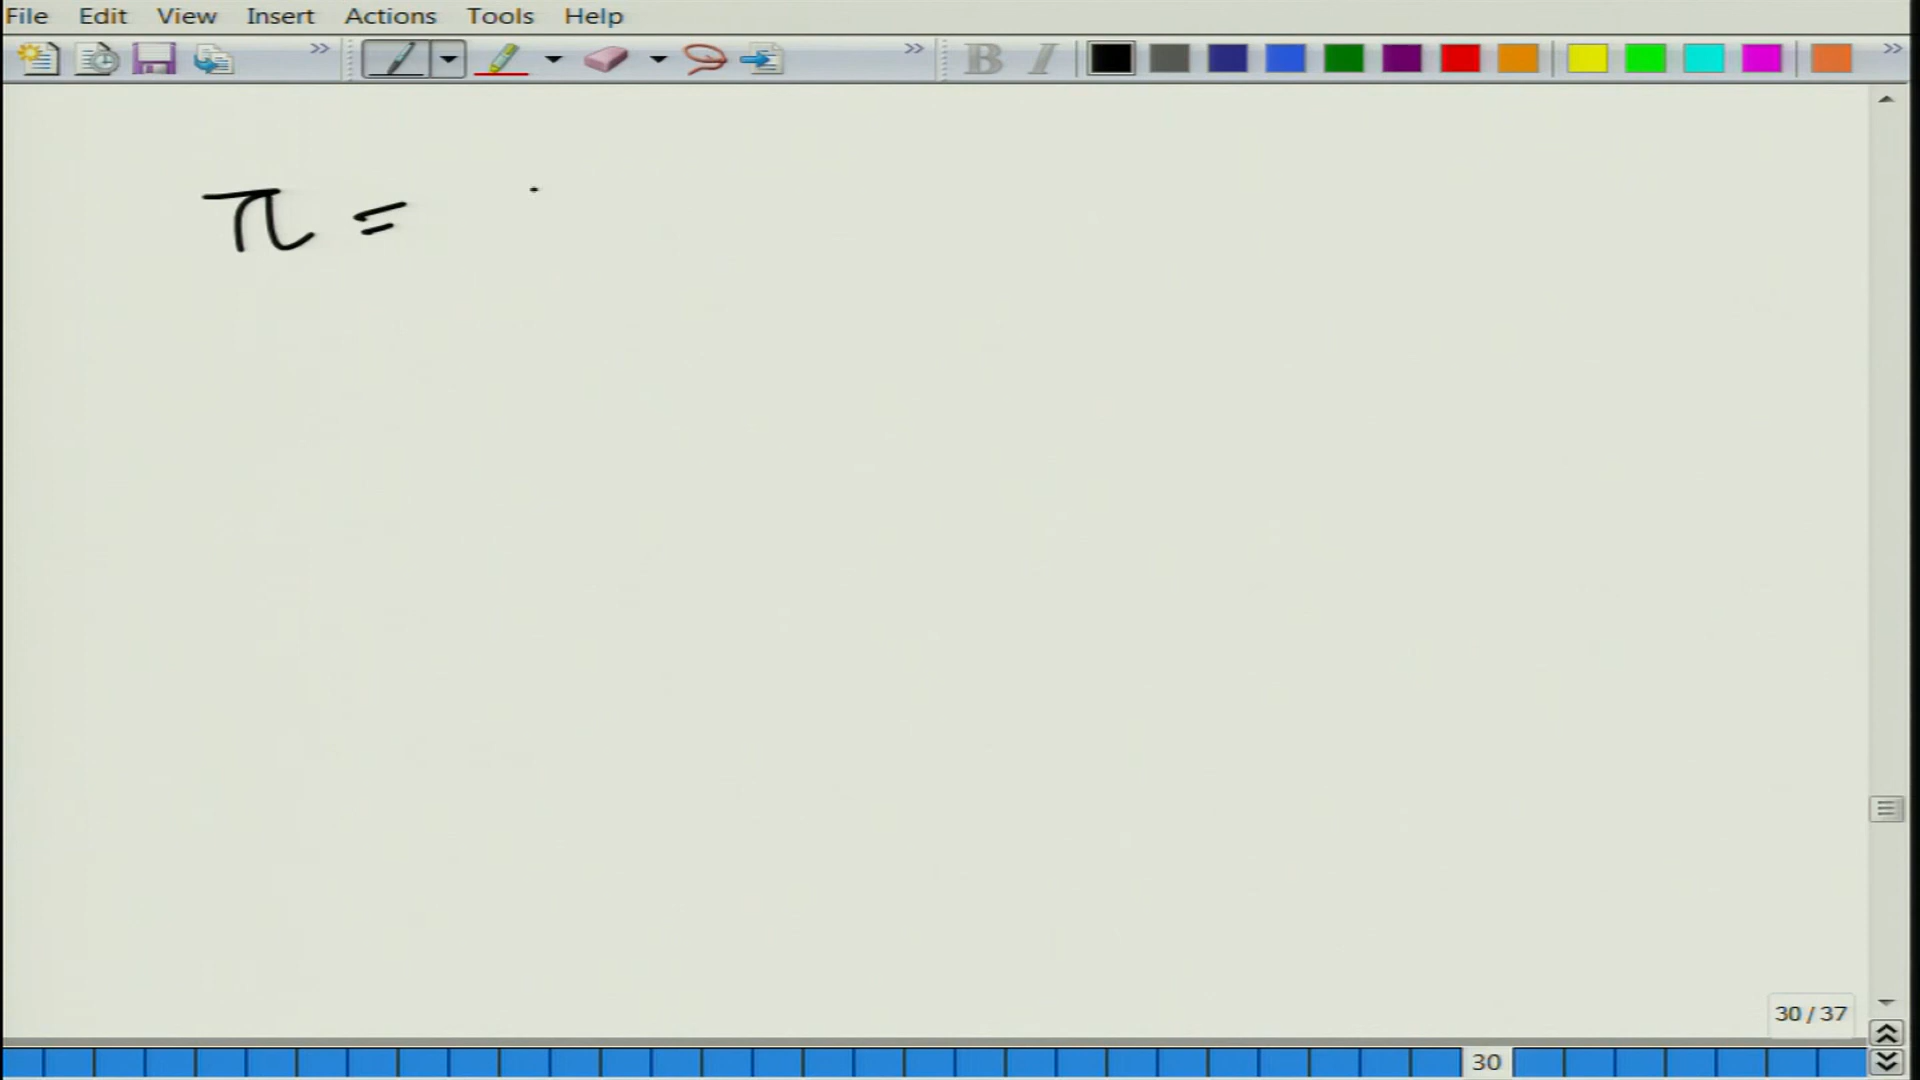 File Edit View Insert Actions Tools Help
B I
π =
30 / 37
30